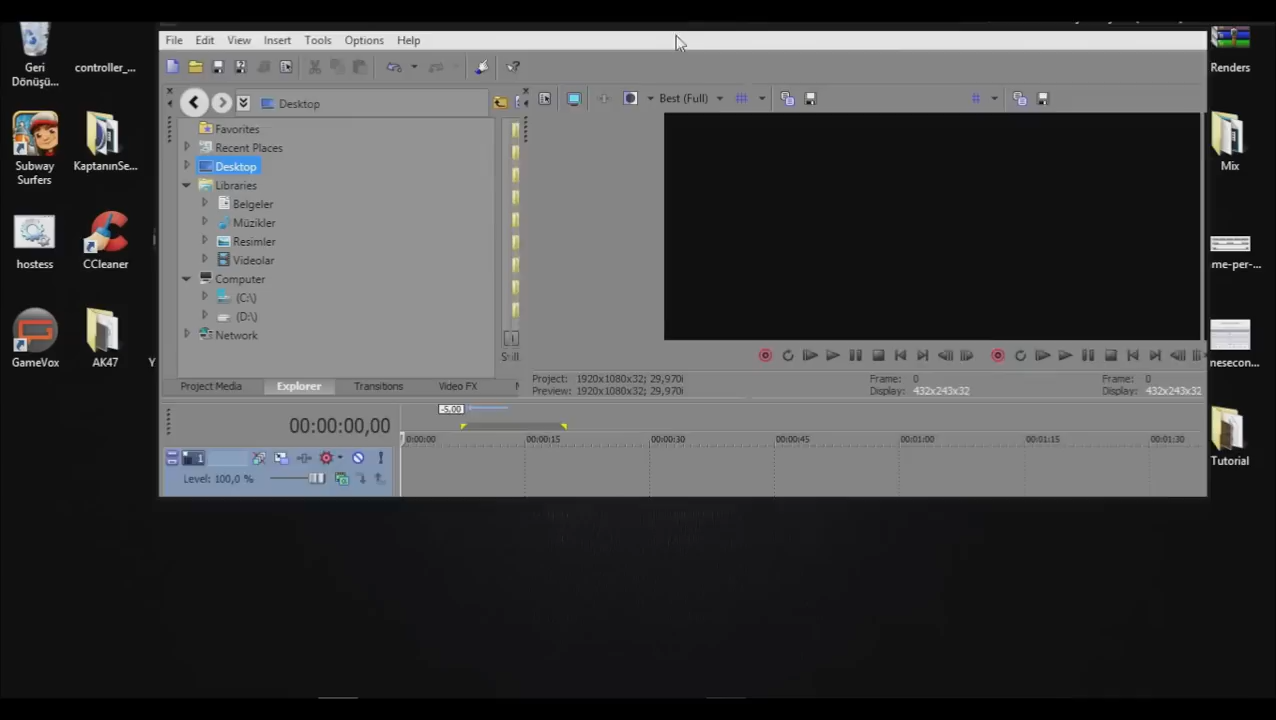 File Edit View Insert Tools Options Help
Geri
Dönüşü...
controller_...
Renders
Desktop
Best (Full)
Favorites
Recent Places
Desktop
Libraries
Belgeler
Müzikler
Resimler
Videolar
Computer
(C:\)
(D:\)
Network
Subway
Surfers
KaptanınSe...
Mix
hostess
CCleaner
me-per-...
GameVox
AK47
Y
nesecon...
Still
Project Media Explorer Transitions Video FX
Project: 1920x1080x32; 29,970i
Preview: 1920x1080x32; 29,970i
Frame: 0
Display: 432x243x32
Frame: 0
Display: 432x243x32
-5,00
00:00:00,00
00:00:00 00:00:15 00:00:30 00:00:45 00:01:00 00:01:15 00:01:30
1
Level: 100,0 %
Tutorial